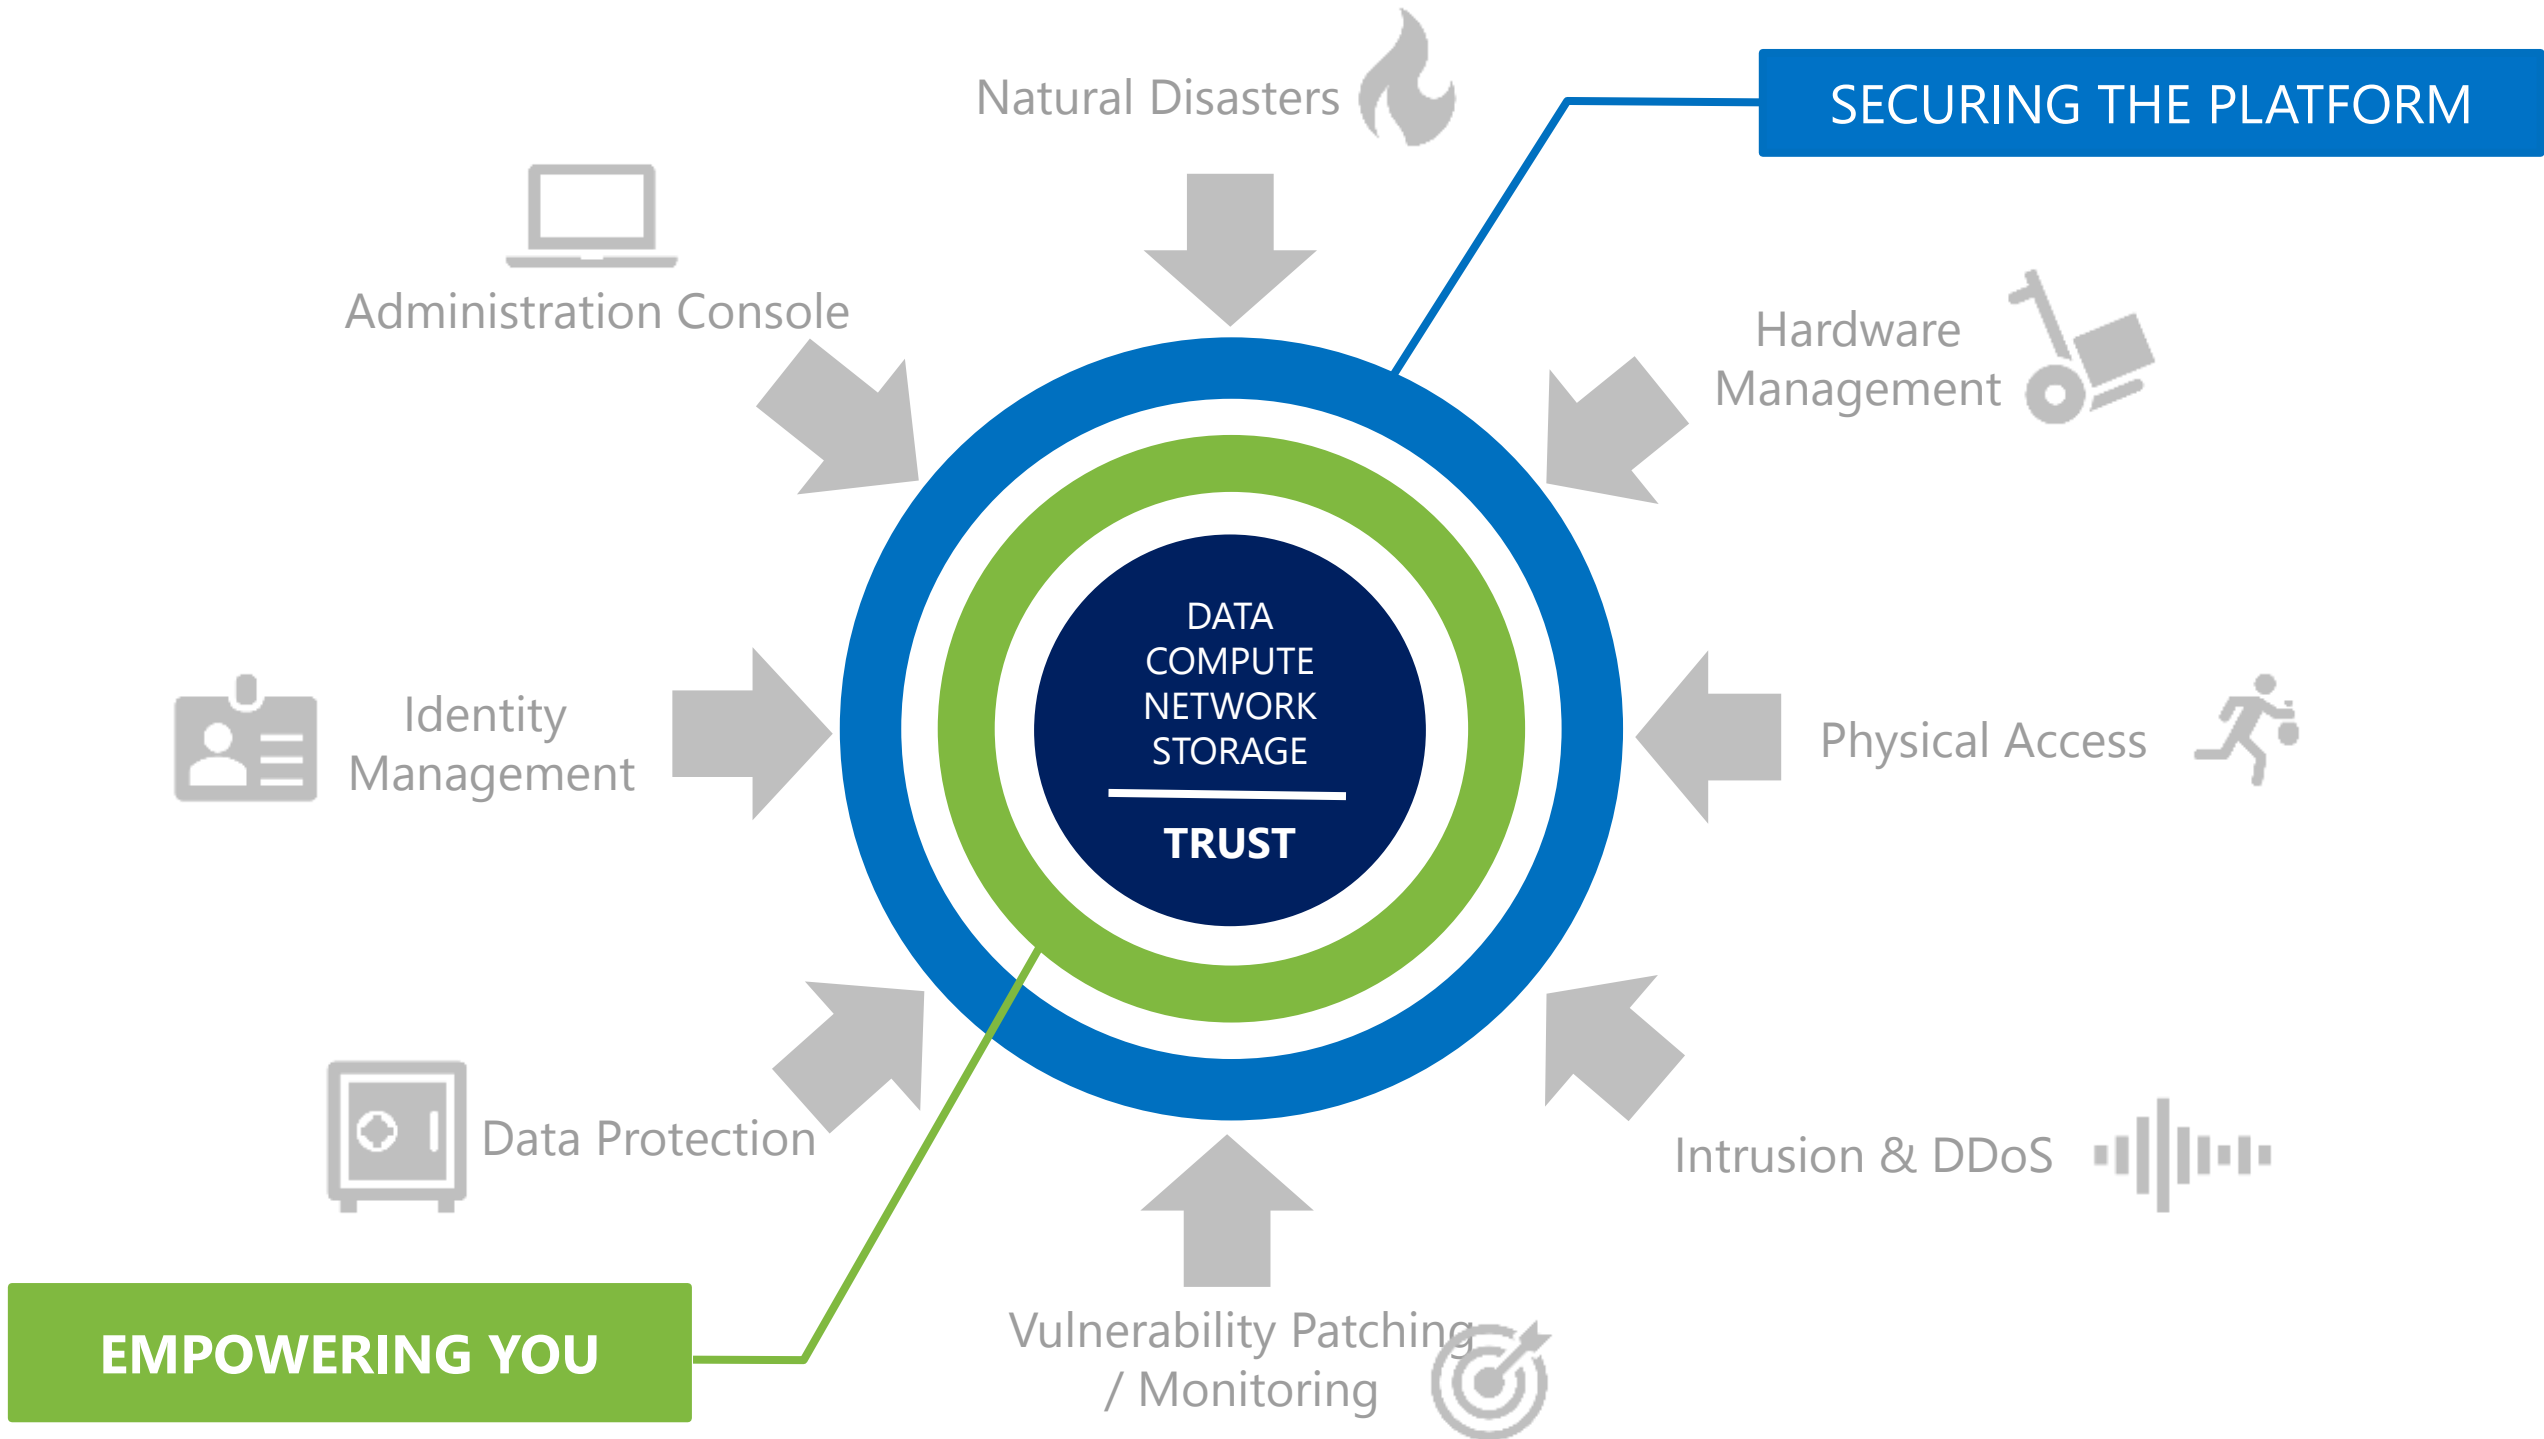 Natural Disasters
SECURING THE PLATFORM
Administration Console
Hardware
Management
DATA
COMPUTE
NETWORK
STORAGE
TRUST
Identity
Management
Physical Access
Data Protection
Intrusion & DDoS
Vulnerability Patching
/ Monitoring
EMPOWERING YOU